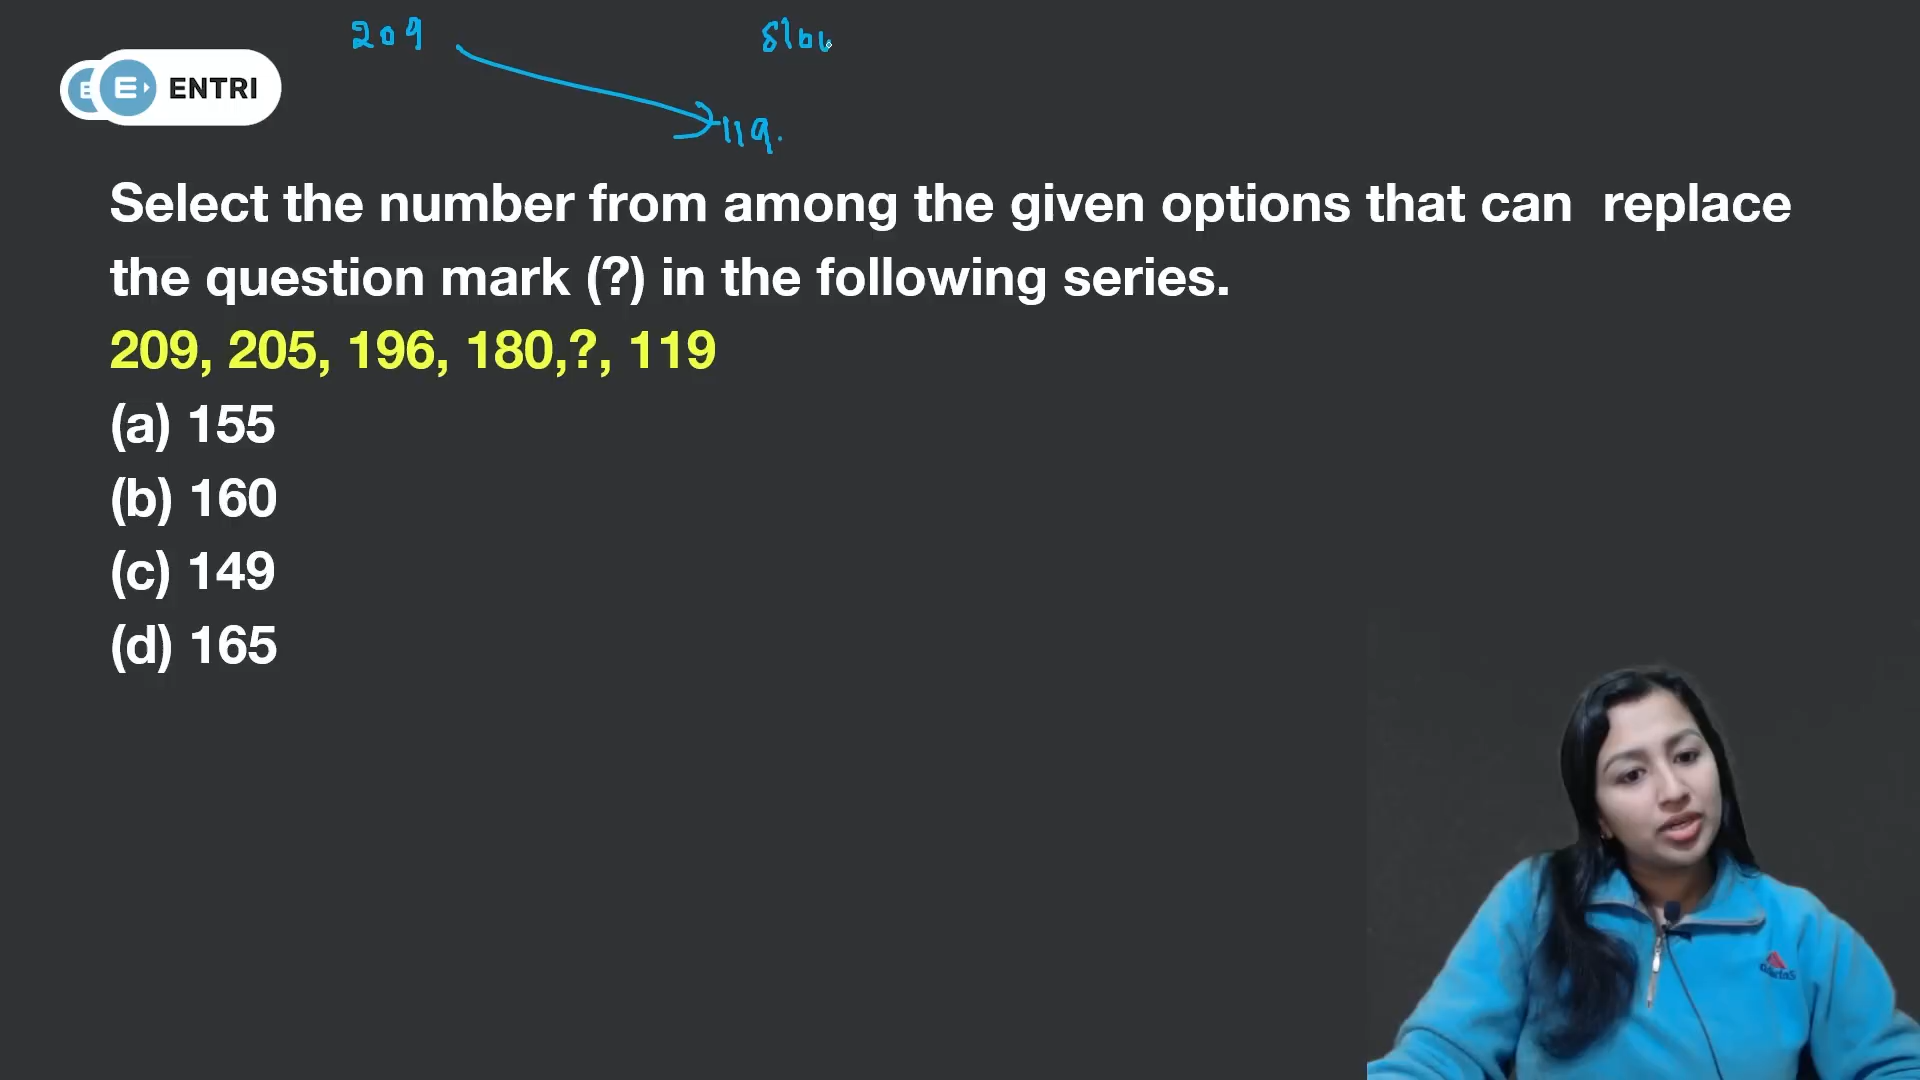 209
ENTRI
119.
Select the number from among the given options that can replace
the question mark (?) in the following series.
209, 205, 196, 180,?, 119
(a) 155
(b) 160
(c) 149
(d) 165
adidas